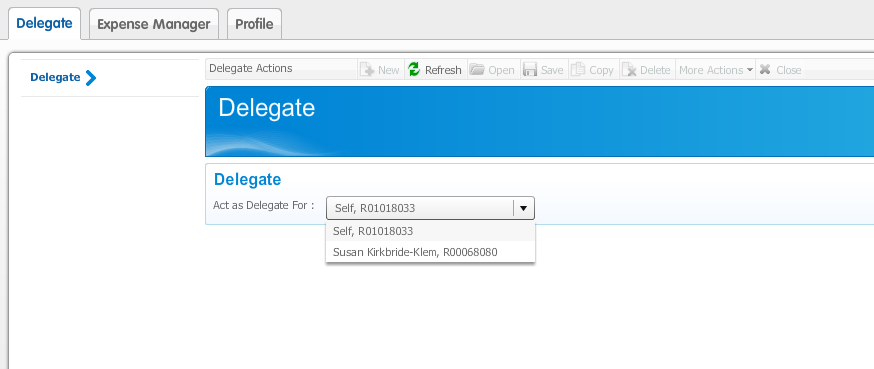 Delegate Expense Manager Profile
Delegate
Delegate Actions New Refresh Open Save Copy Delete More Actions Close
Delegate
Delegate
Act as Delegate For : Self, R01018033
Self, R01018033
Susan Kirkbride-Klem, R00068080